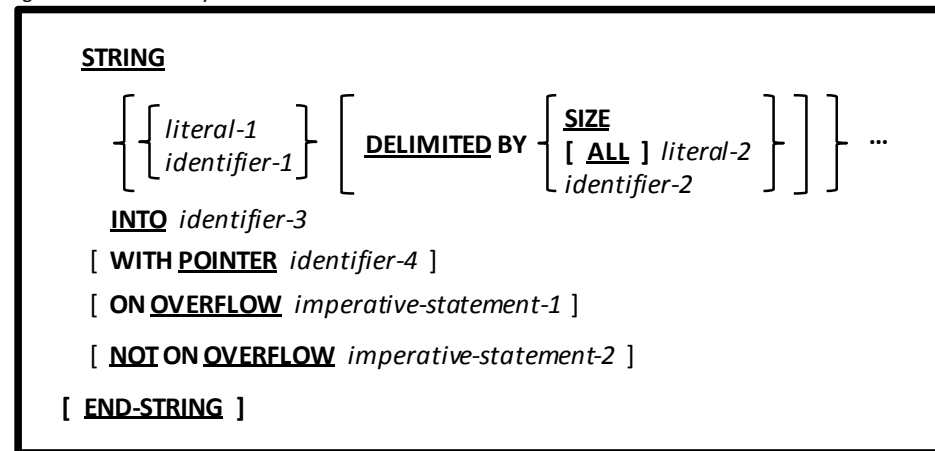 STRING
literal-1
identifier-1
DELIMITED BY
SIZE
[ ALL ] literal-2
identifier-2
...
INTO identifier-3
[ WITH POINTER identifier-4 ]
[ ON OVERFLOW imperative-statement-1 ]
[ NOT ON OVERFLOW imperative-statement-2 ]
[ END-STRING ]